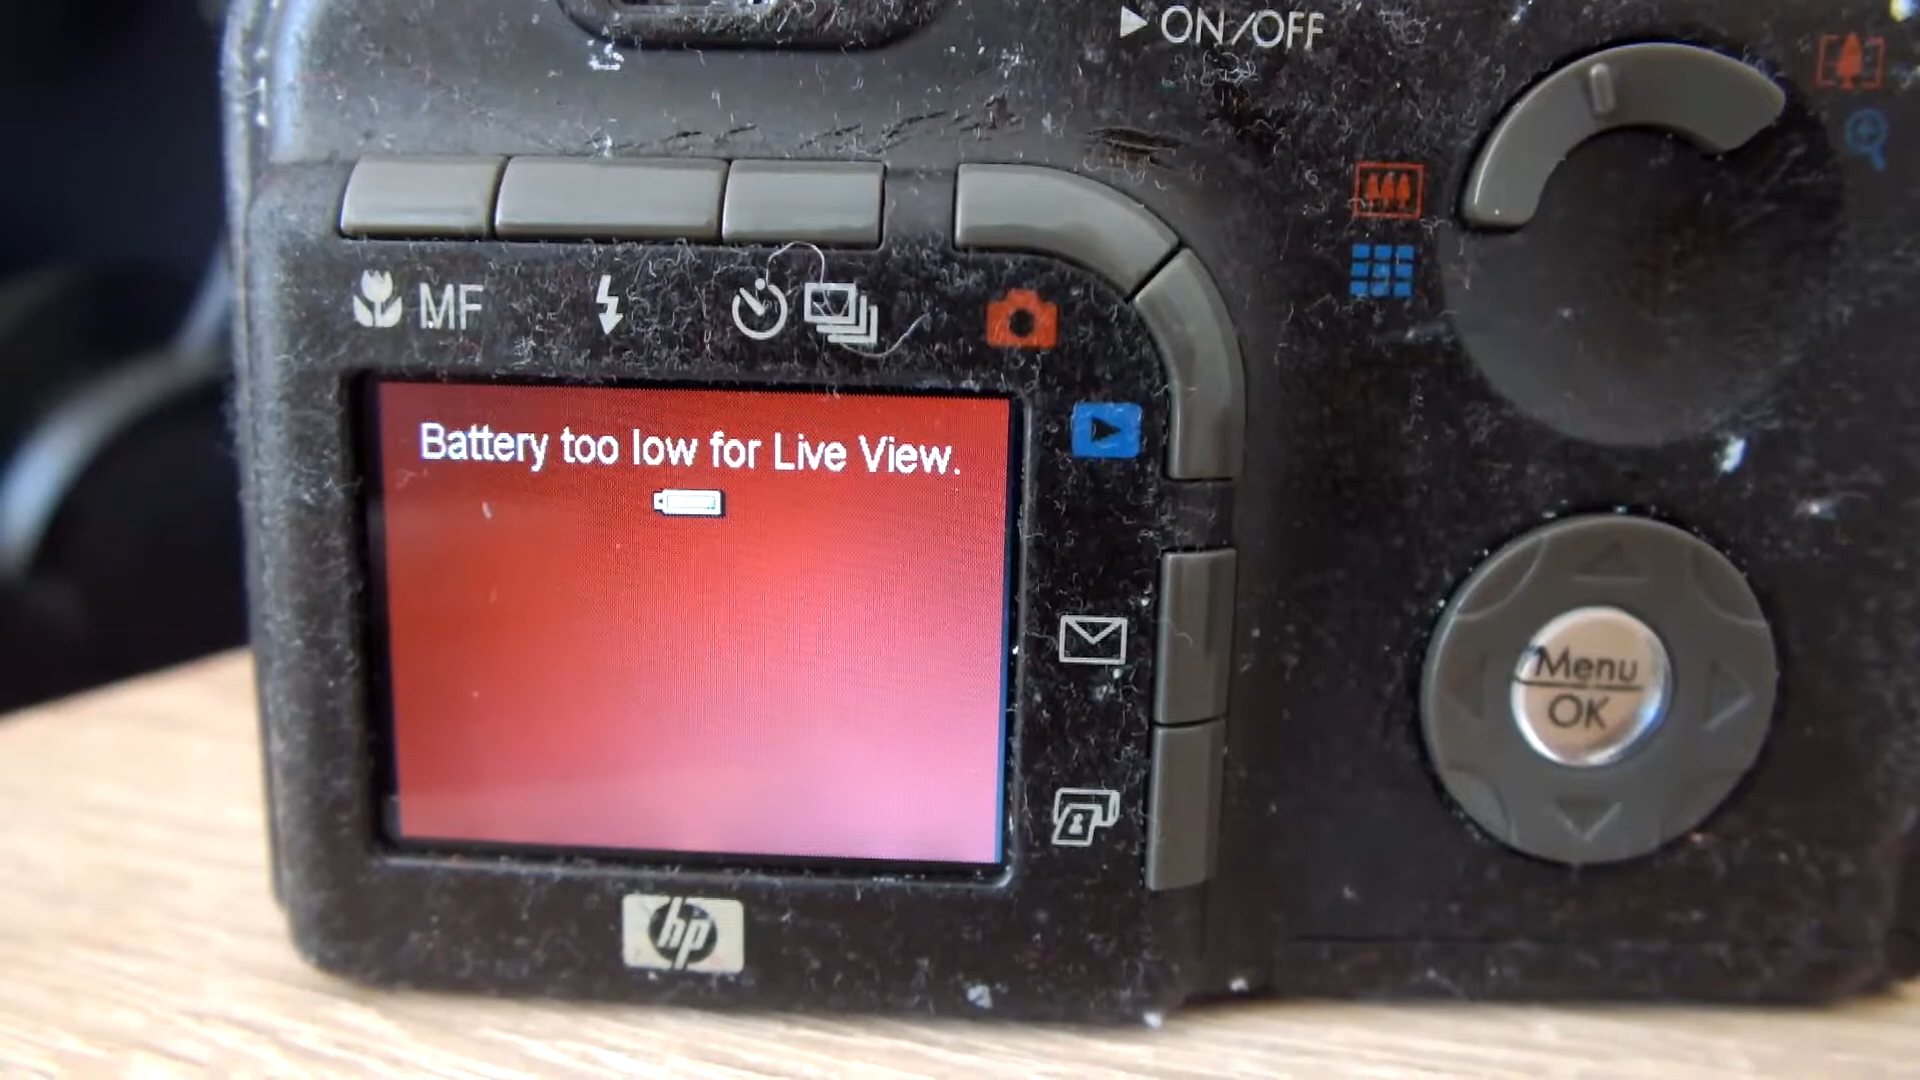 ▶ ON/OFF
MF
Battery too low for Live View.
Menu
OK
hp